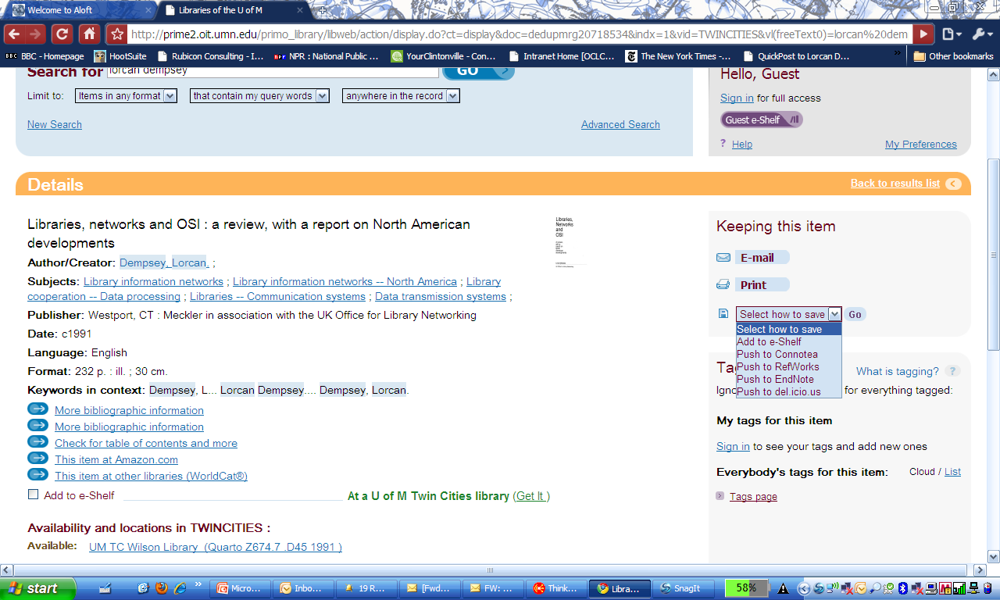 Welcome to Aloft
Libraries of the U of M
http://prime2.oit.umn.edu/primo_library/libweb/action/display.do?ct=display&doc=dedupmrg20718534&indx=1&vid=TWINCITIES&vl(freeText0)=lorcan%20dem
BBC BBC - Homepage
HootSuite
Rubicon Consulting - I...
npr NPR : National Public ...
YourClintonville - Con...
Intranet Home [OCLC...
The New York Times -...
QuickPost to Lorcan D...
»
Other bookmarks
Search for lorcan dempsey GO
Limit to: Items in any format that contain my query words anywhere in the record
New Search
Advanced Search
Hello, Guest
Sign in for full access
Guest e-Shelf
? Help
My Preferences
Details
Back to results list
Libraries, networks and OSI : a review, with a report on North American
developments
Author/Creator: Dempsey, Lorcan. ;
Subjects: Library information networks ; Library information networks -- North America ; Library
cooperation -- Data processing ; Libraries -- Communication systems ; Data transmission systems ;
Publisher: Westport, CT : Meckler in association with the UK Office for Library Networking
Date: c1991
Language: English
Format: 232 p. : ill. ; 30 cm.
Keywords in context: Dempsey, L... Lorcan Dempsey.... Dempsey, Lorcan.
More bibliographic information
More bibliographic information
Check for table of contents and more
This item at Amazon.com
This item at other libraries (WorldCat®)
Add to e-Shelf
At a U of M Twin Cities library (Get It )
Availability and locations in TWINCITIES :
Available: UM TC Wilson Library (Quarto Z674.7 .D45 1991 )
Libraries,
Networks
and
OSI
Keeping this item
E-mail
Print
Select how to save Go
Select how to save
Add to e-Shelf
Push to Connotea
Push to RefWorks
Push to EndNote
Push to del.icio.us
Ta
What is tagging? ?
Igno
for everything tagged:
My tags for this item
Sign in to see your tags and add new ones
Everybody's tags for this item: Cloud / List
Tags page
start
»
Micro...
Inbo...
19 R...
[Fwd...
FW: ...
Think...
Libra...
SnagIt
58%